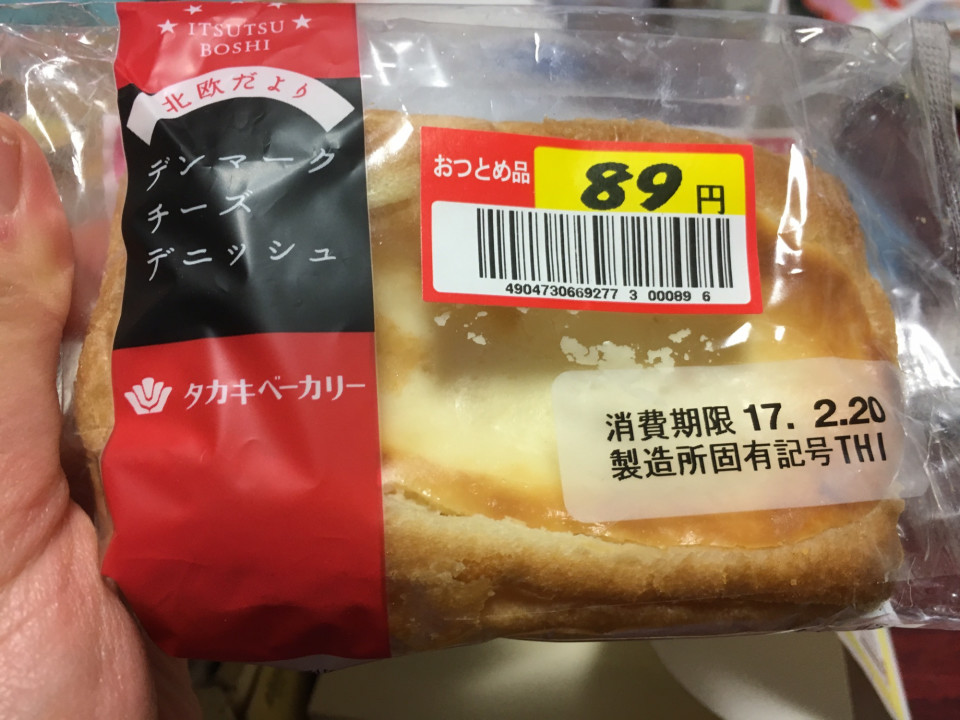 ITSUTSU
BOSHI
北欧だより
デンマーク
チーズ
デニッシュ
タカキベーカリー
おつとめ品
89円
4904730669277 3 00089 6
消費期限 17. 2.20
製造所固有記号THI